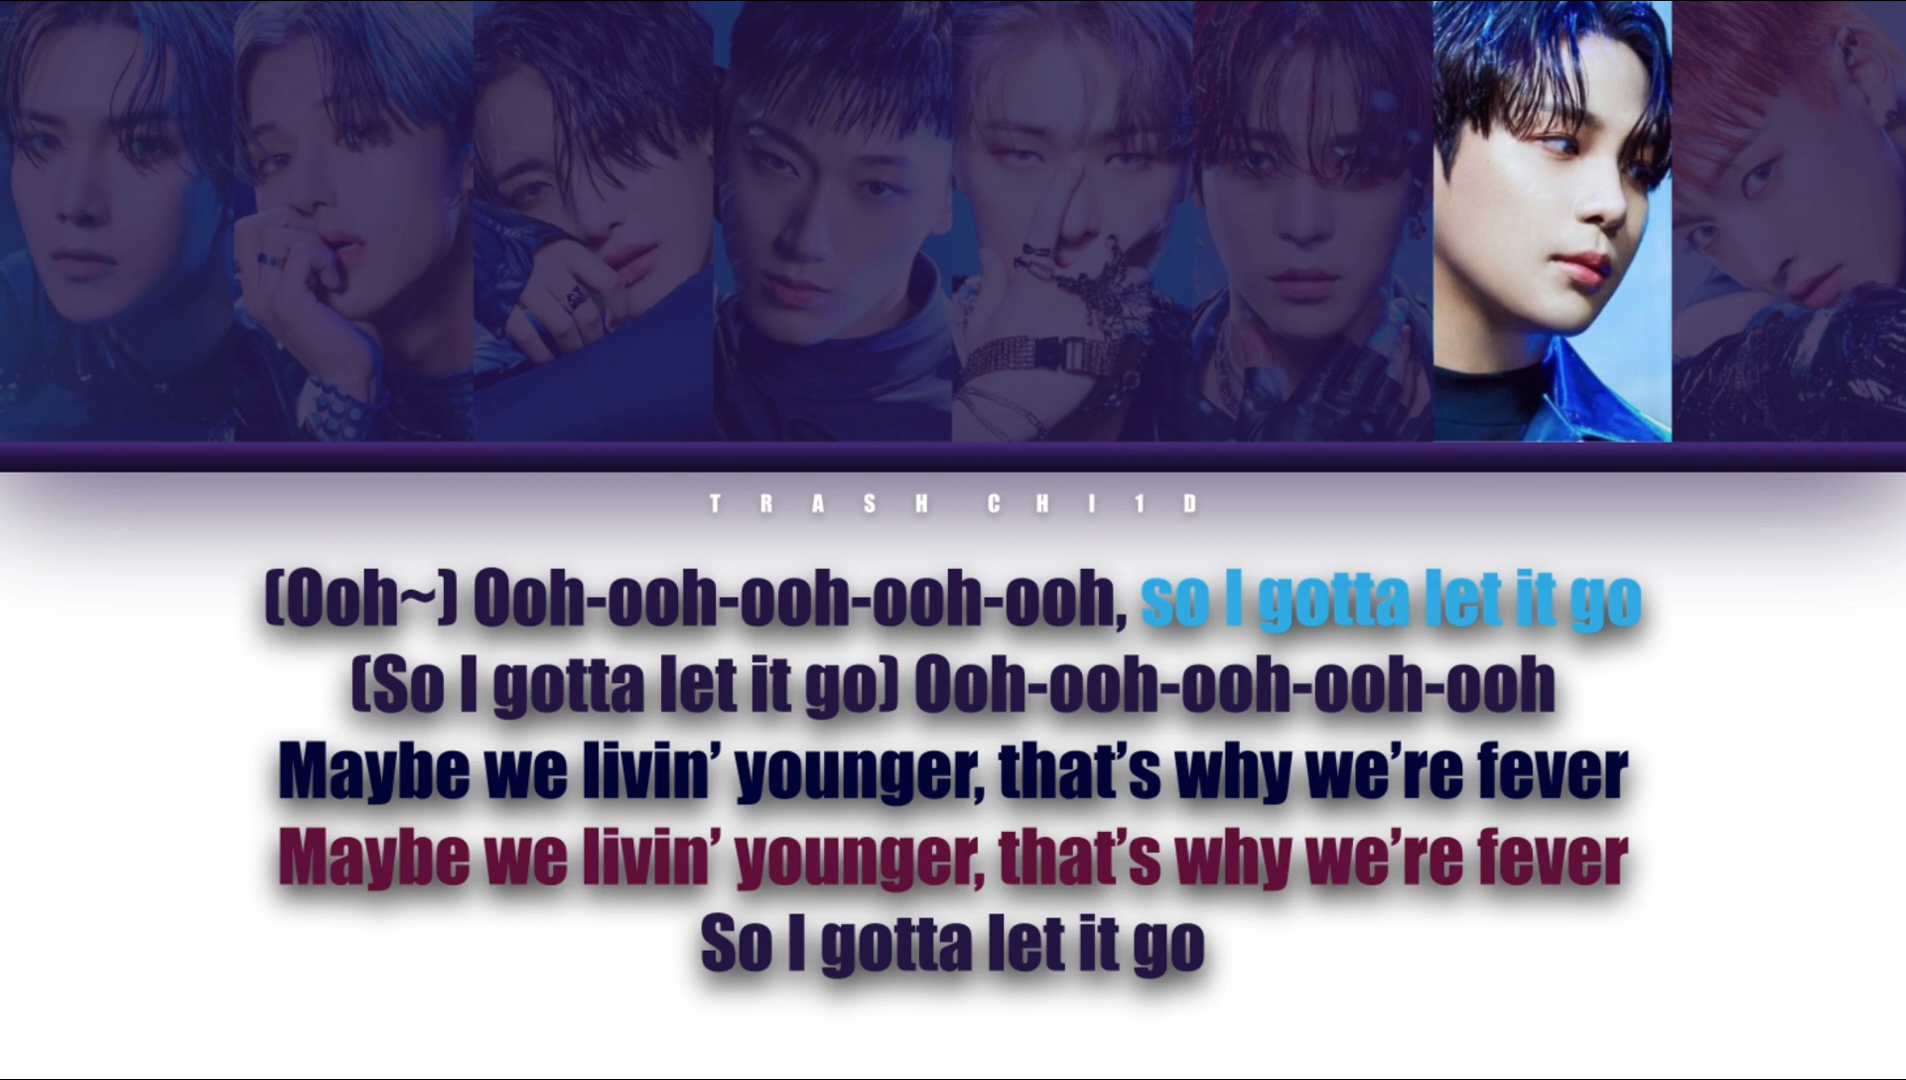 TRASH CHI1D
(Ooh~) Ooh-ooh-ooh-ooh-ooh, so I gotta let it go
(So I gotta let it go) Ooh-ooh-ooh-ooh-ooh
Maybe we livin’ younger, that’s why we’re fever
Maybe we livin’ younger, that’s why we’re fever
So I gotta let it go